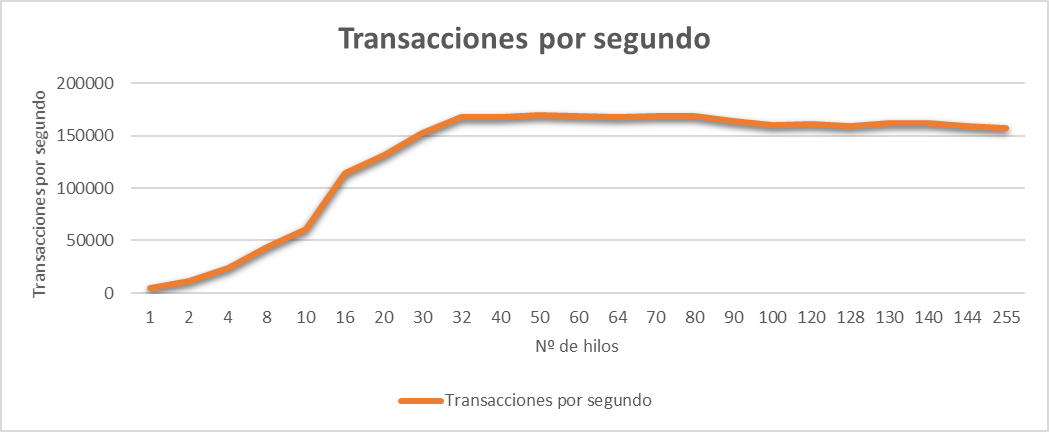 Transacciones por segundo
Transacciones por segundo
200000
150000
100000
50000
0
1 2 4 8 10 16 20 30 32 40 50 60 64 70 80 90 100 120 128 130 140 144 255
Nº de hilos
Transacciones por segundo